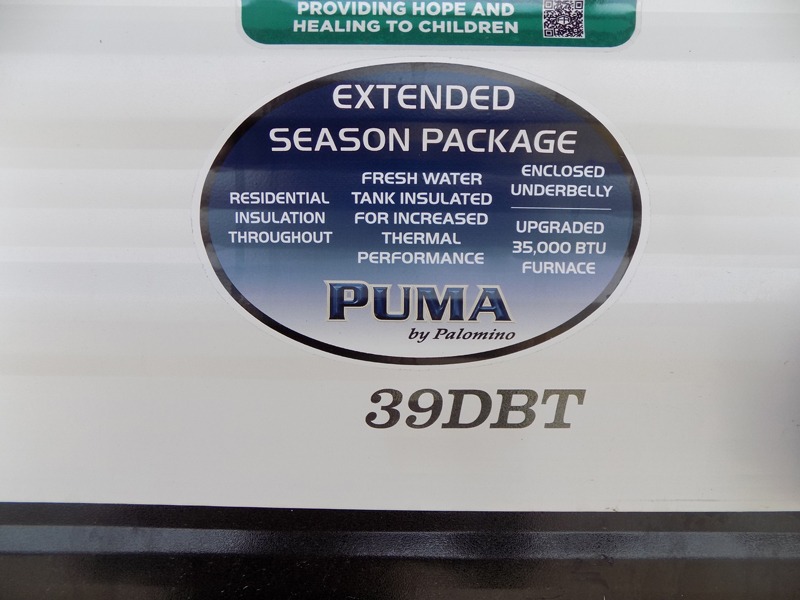 PROVIDING HOPE AND
HEALING TO CHILDREN
EXTENDED
SEASON PACKAGE
RESIDENTIAL
INSULATION
THROUGHOUT
FRESH WATER
TANK INSULATED
FOR INCREASED
THERMAL
PERFORMANCE
ENCLOSED
UNDERBELLY
UPGRADED
35,000 BTU
FURNACE
PUMA
by Palomino
39DBT